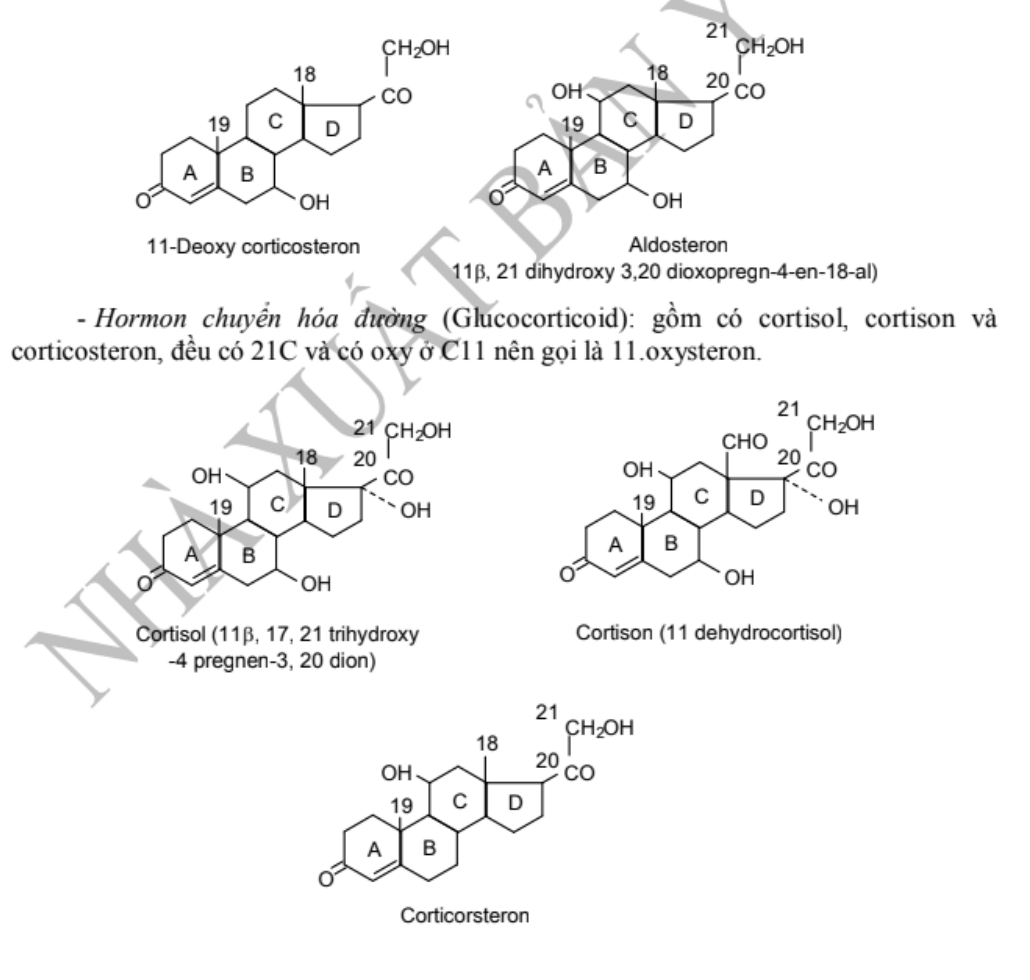 21
CH2OH
CH2OH
18
18
20
CO
OH
CO
19
C
D
19
C
D
A
B
A
B
O
OH
O
OH
11-Deoxy corticosteron
Aldosteron
11β, 21 dihydroxy 3,20 dioxopregn-4-en-18-al)
- Hormon chuyển hóa đường (Glucocorticoid): gồm có cortisol, cortison và
corticosteron, đều có 21C và có oxy ở C11 nên gọi là 11.oxysteron.
21
CH2OH
18
20
CO
OH
19
C
D
OH
A
B
O
OH
21
CH2OH
CHO
20
CO
OH
19
C
D
OH
A
B
O
OH
Cortisol (11β, 17, 21 trihydroxy
-4 pregnen-3, 20 dion)
Cortison (11 dehydrocortisol)
21
CH2OH
18
20
CO
OH
19
C
D
A
B
O
Corticorsteron
NHÀ XUẤT BẢN Y